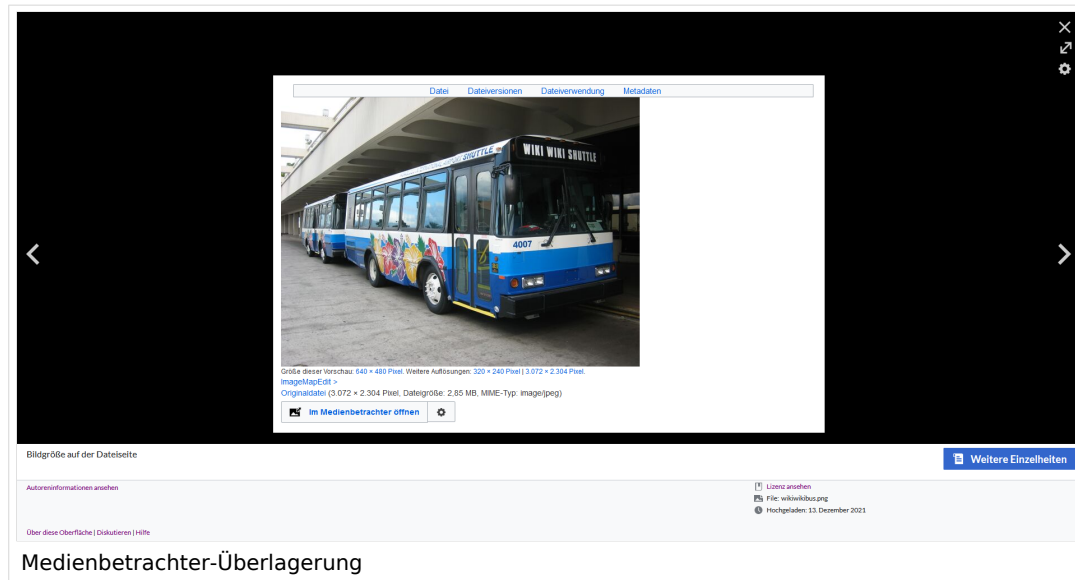 Datei Dateiversionen Dateiverwendung Metadaten
SHUTTLE
WIKI WIKI SHUTTLE
4007
Größe dieser Vorschau: 640 × 480 Pixel. Weitere Auflösungen: 320 × 240 Pixel | 3.072 × 2.304 Pixel.
ImageMapEdit >
Originaldatei (3.072 × 2.304 Pixel, Dateigröße: 2,85 MB, MIME-Typ: image/jpeg)
Im Medienbetrachter öffnen
Bildgröße auf der Dateiseite
Weitere Einzelheiten
Autoreninformationen ansehen
Lizenz ansehen
File: wikiwikibus.png
Hochgeladen: 13. Dezember 2021
Über diese Oberfläche | Diskutieren | Hilfe
Medienbetrachter-Überlagerung